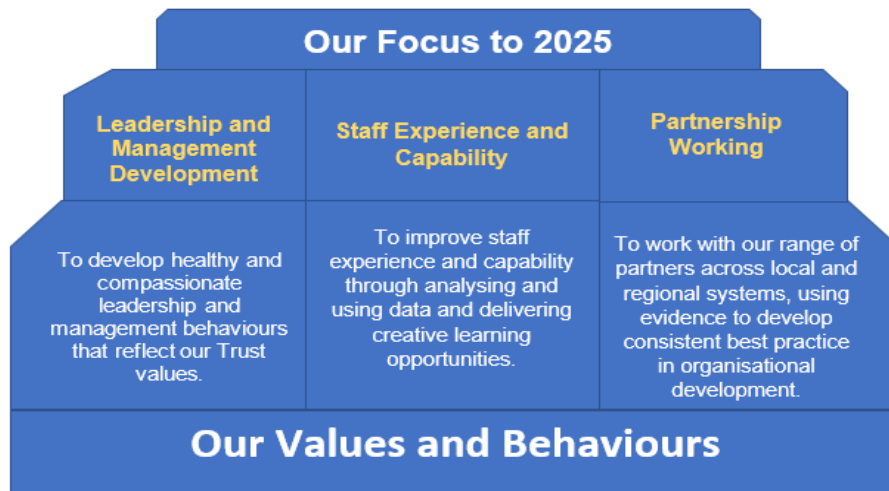 Our Focus to 2025
Leadership and
Management
Development
Staff Experience and
Capability
Partnership
Working
To develop healthy and
compassionate
leadership and
management behaviours
that reflect our Trust
values.
To improve staff
experience and capability
through analysing and
using data and delivering
creative learning
opportunities.
To work with our range of
partners across local and
regional systems, using
evidence to develop
consistent best practice
in organisational
development.
Our Values and Behaviours